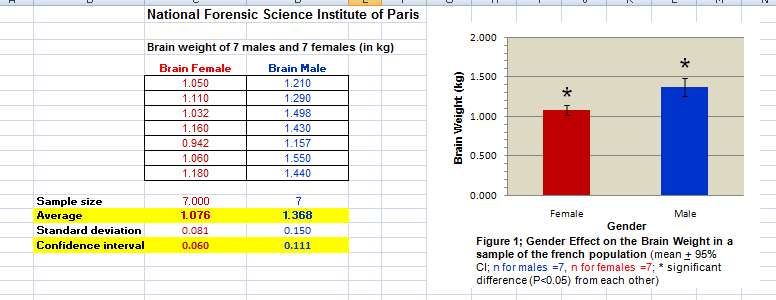 National Forensic Science Institute of Paris
Brain weight of 7 males and 7 females (in kg)
Brain Female Brain Male
1.050 1.210
1.110 1.290
1.032 1.498
1.160 1.430
0.942 1.157
1.060 1.550
1.180 1.440
Sample size 7.000 7
Average 1.076 1.368
Standard deviation 0.081 0.150
Confidence interval 0.060 0.111
Brain Weight (kg)
2.000
1.500
1.000
0.500
0.000
* *
Female Male
Gender
Figure 1; Gender Effect on the Brain Weight in a
sample of the french population (mean ± 95%
CI; n for males =7, n for females =7; * significant
difference (P<0.05) from each other)